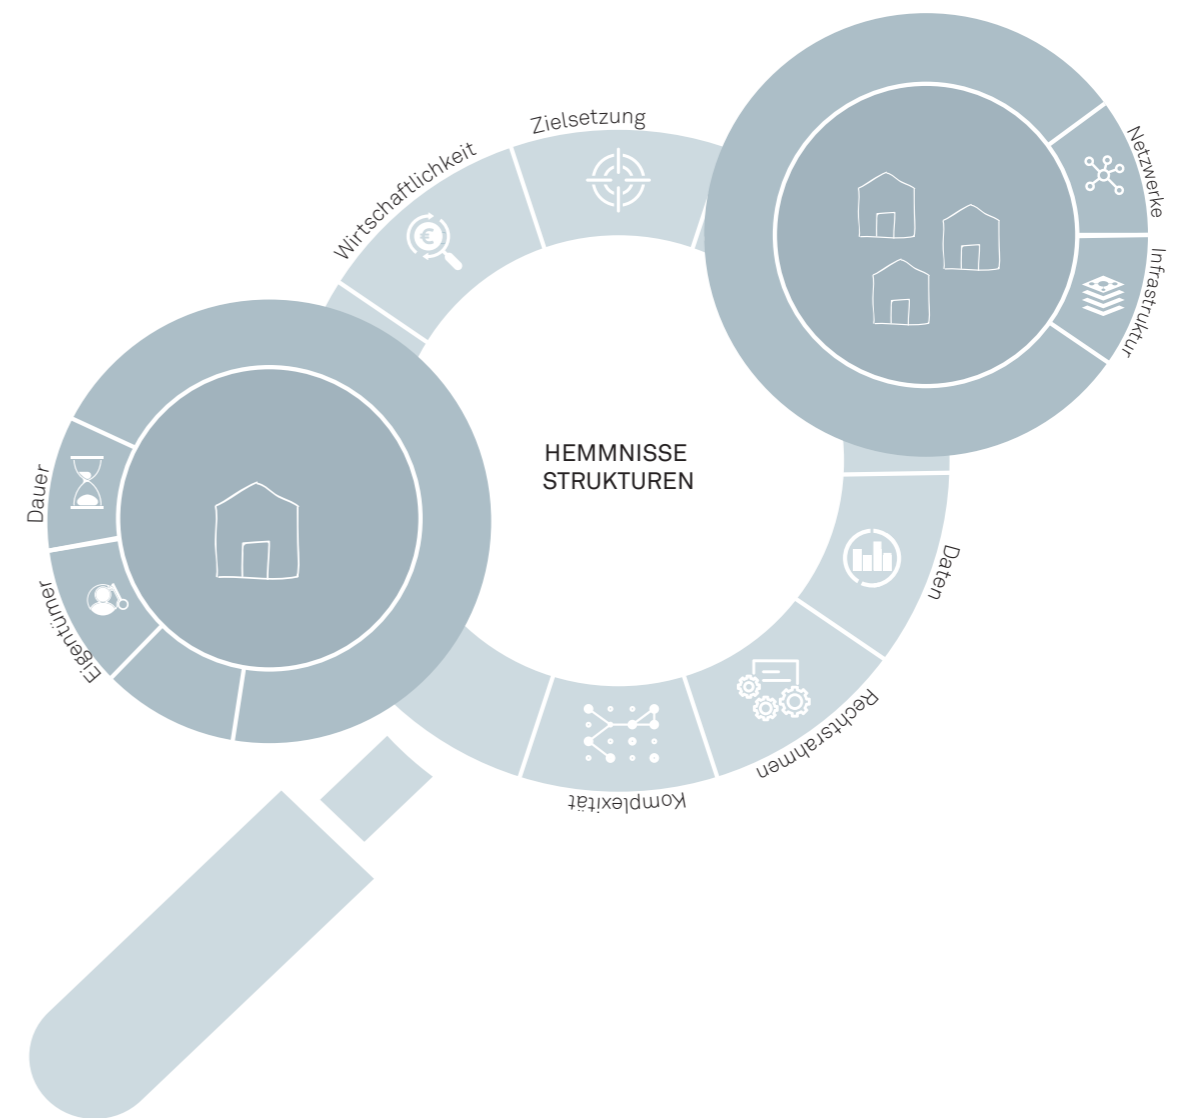 Zielsetzung
Wirtschaftlichkeit
Netzwerke
Infrastruktur
HEMMNISSE
STRUKTUREN
Dauer
Eigentümer
Daten
Rechtsrahmen
Komplexität
€